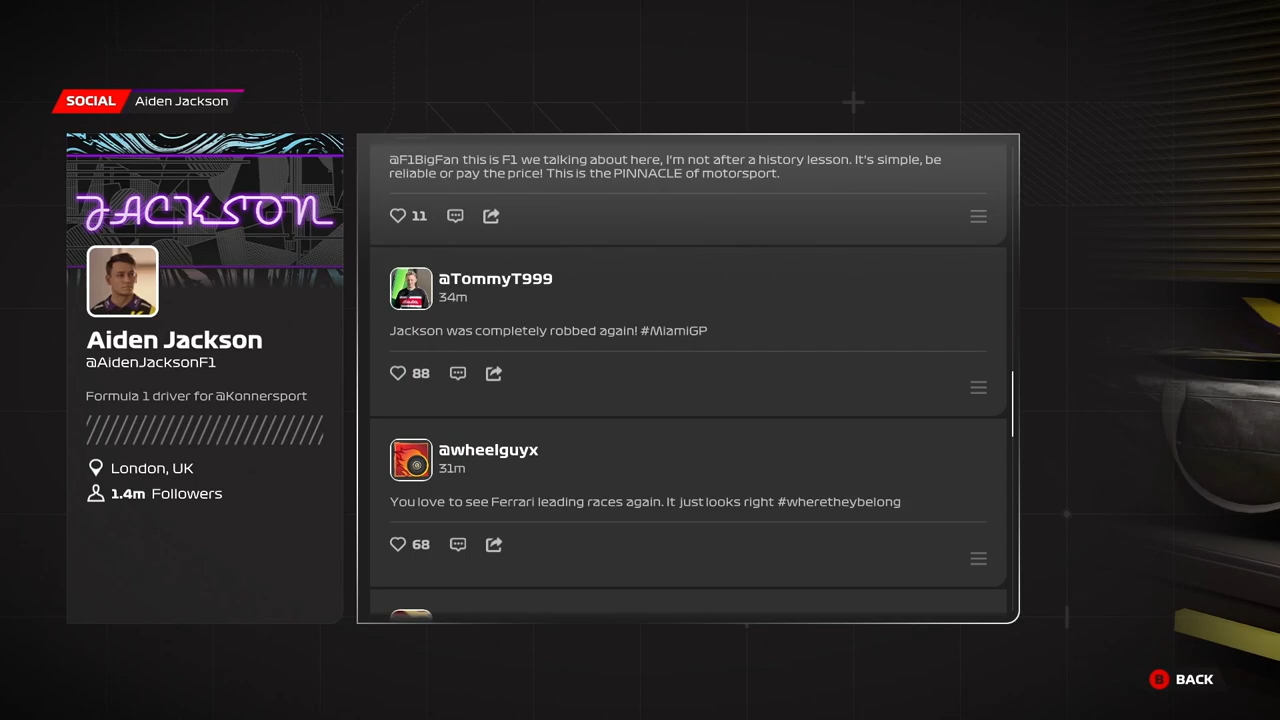 SOCIAL Aiden Jackson
JACKSON
Aiden Jackson
@AidenJacksonF1
Formula 1 driver for @Konnersport
London, UK
1.4m Followers
@F1BigFan this is F1 we talking about here, I'm not after a history lesson. It's simple, be
reliable or pay the price! This is the PINNACLE of motorsport.
11
@TommyT999
34m
Jackson was completely robbed again! #MiamiGP
88
@wheelguyx
31m
You love to see Ferrari leading races again. It just looks right #wheretheybelong
68
B BACK